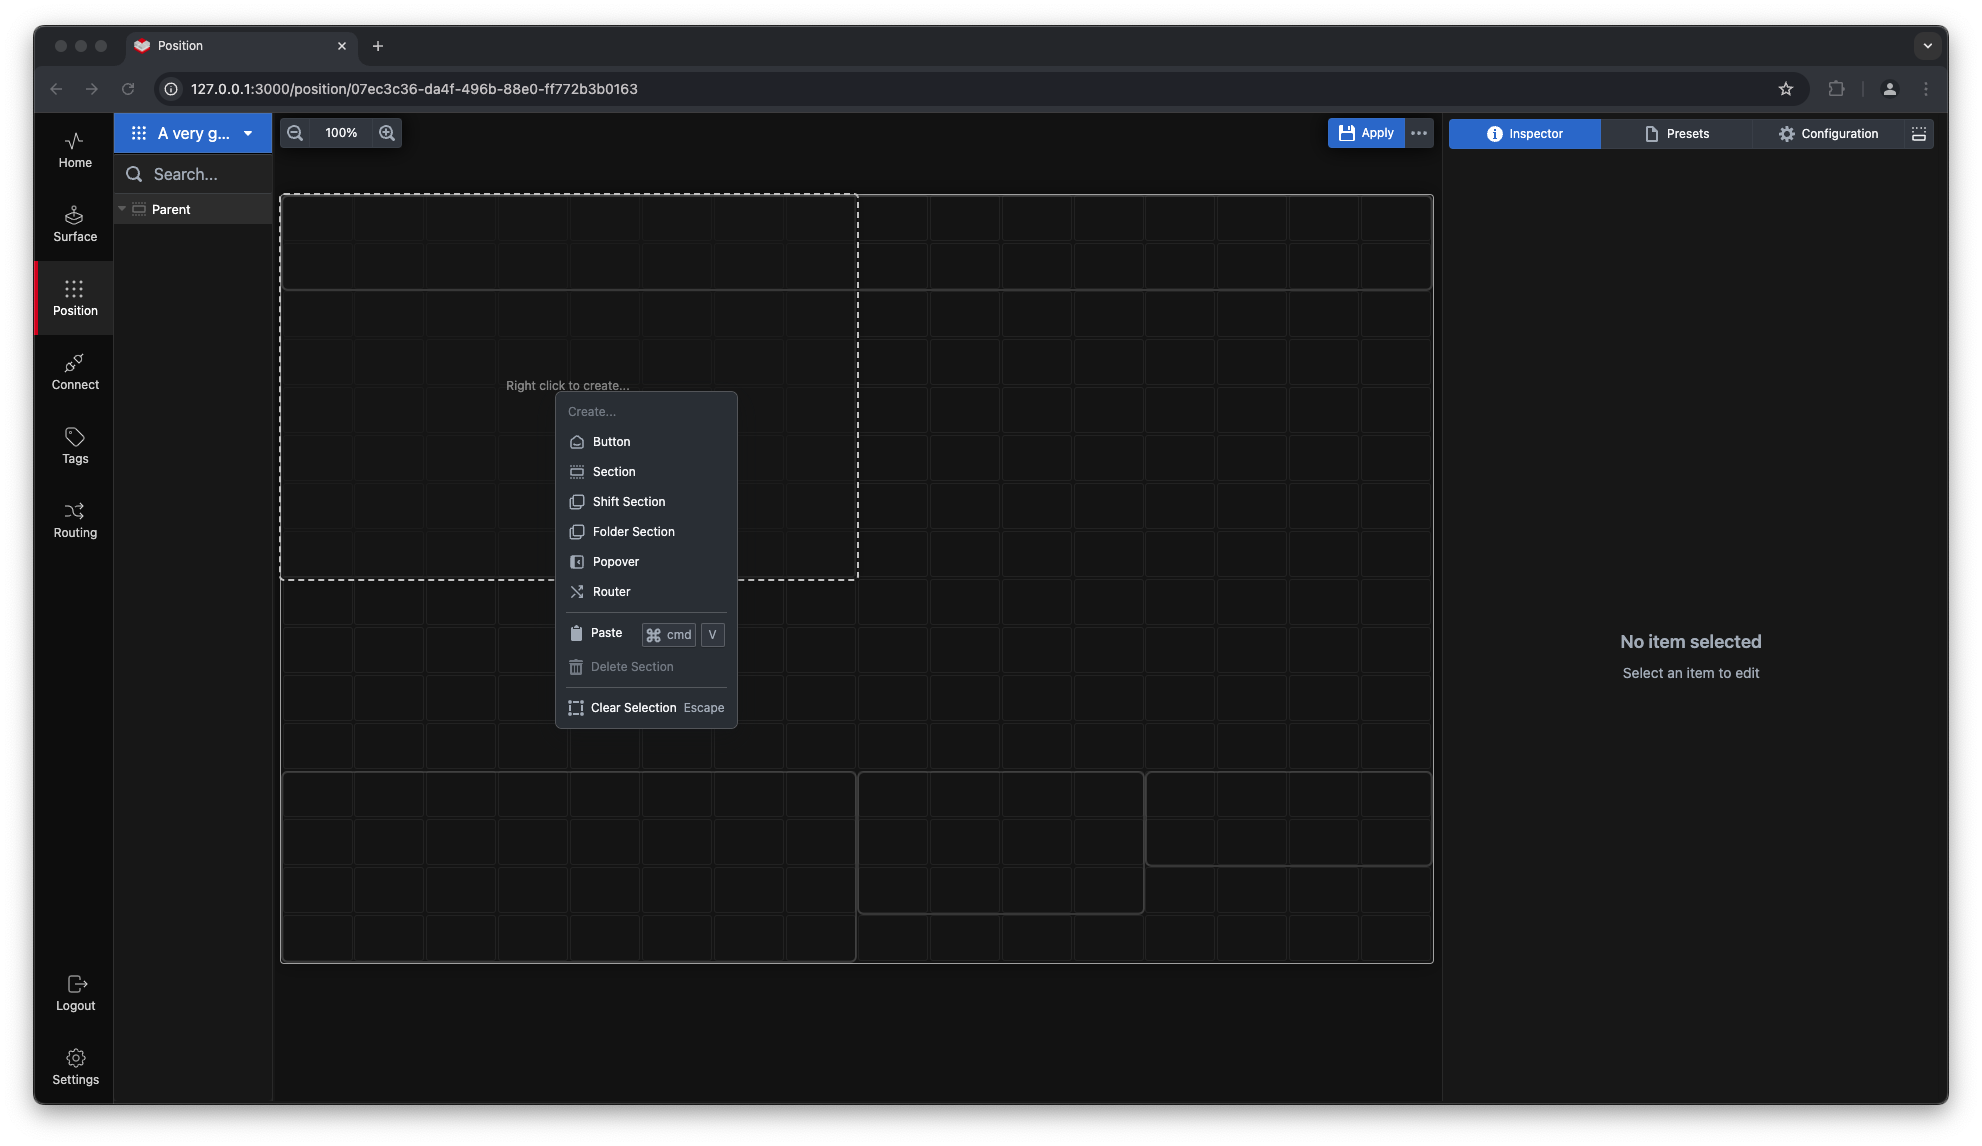 Position
127.0.0.1:3000/position/07ec3c36-da4f-496b-88e0-ff772b3b0163
Home
Surface
Position
Connect
Tags
Routing
Logout
Settings
A very g...
Search...
Parent
100%
Apply
Right click to create...
Create...
Button
Section
Shift Section
Folder Section
Popover
Router
Paste ⌘ cmd V
Delete Section
Clear Selection Escape
Inspector
Presets
Configuration
No item selected
Select an item to edit